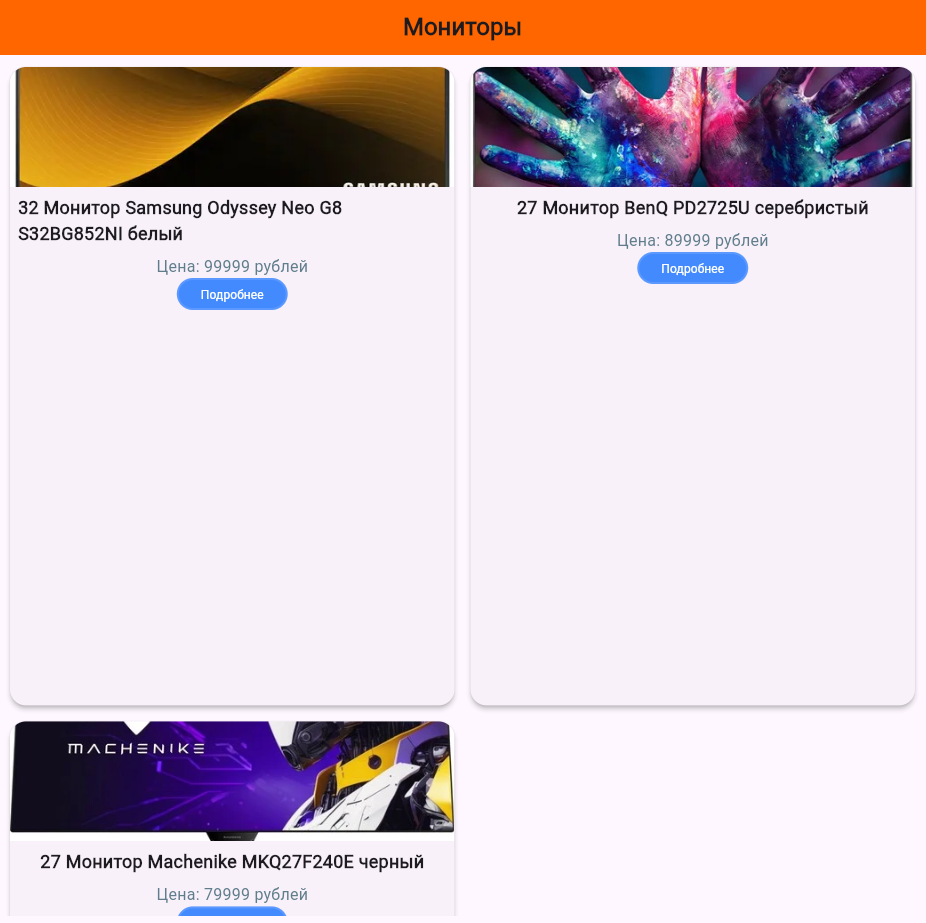 Мониторы
SAMSUNG
32 Монитор Samsung Odyssey Neo G8
S32BG852NI белый
Цена: 99999 рублей
Подробнее
27 Монитор BenQ PD2725U серебристый
Цена: 89999 рублей
Подробнее
MACHENIKE
27 Монитор Machenike MKQ27F240E черный
Цена: 79999 рублей